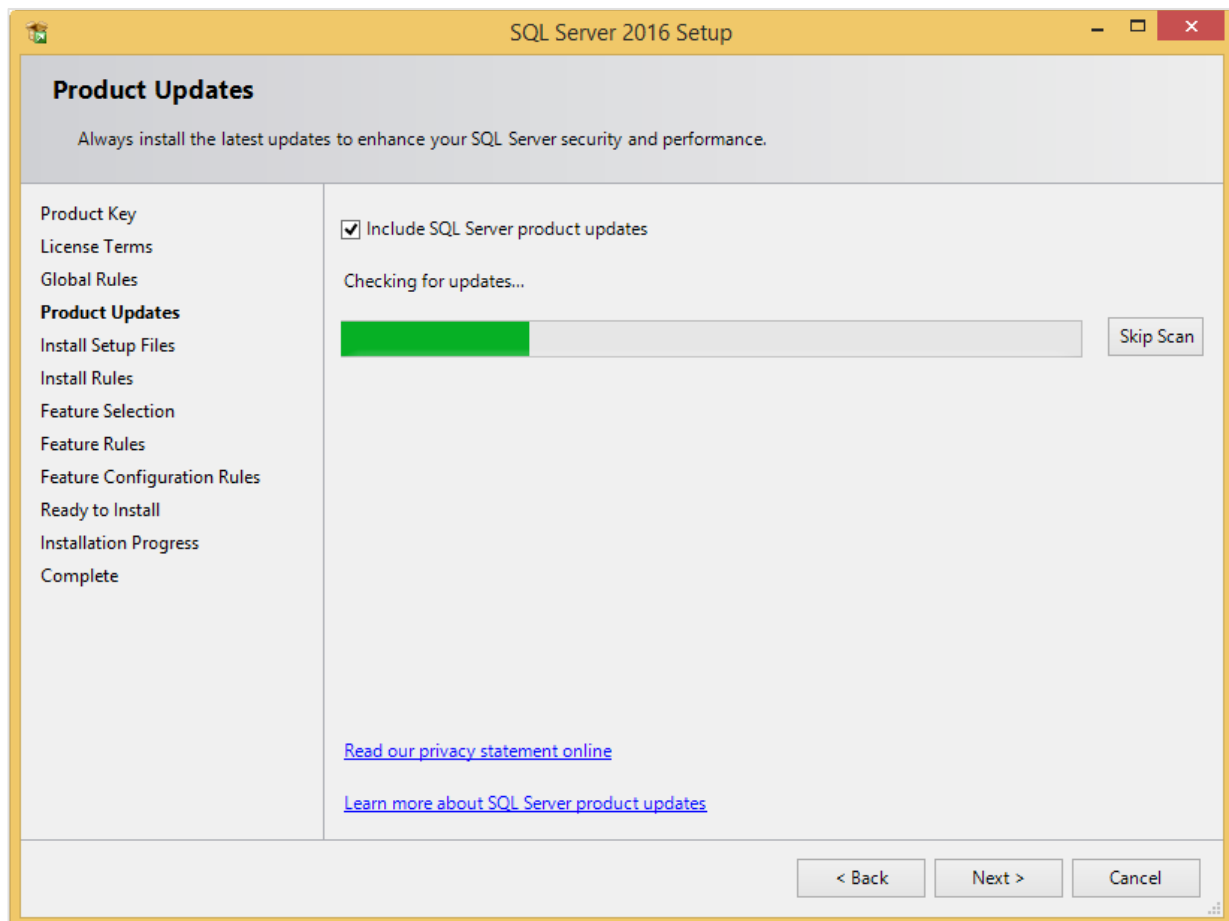 SQL Server 2016 Setup
Product Updates
Always install the latest updates to enhance your SQL Server security and performance.
Product Key
License Terms
Global Rules
Product Updates
Install Setup Files
Install Rules
Feature Selection
Feature Rules
Feature Configuration Rules
Ready to Install
Installation Progress
Complete
Include SQL Server product updates
Checking for updates...
Skip Scan
Read our privacy statement online
Learn more about SQL Server product updates
< Back
Next >
Cancel